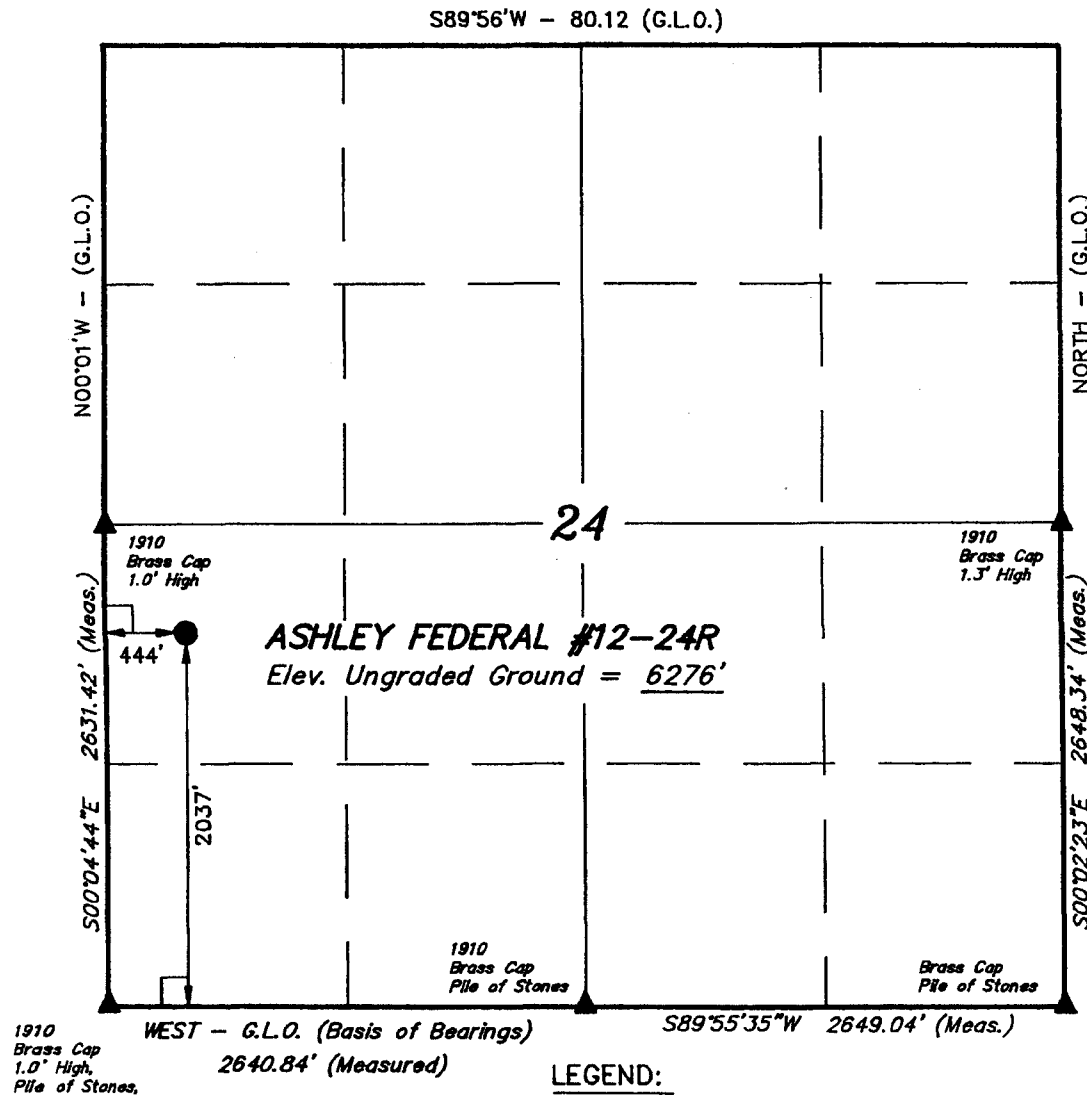 S89°56'W - 80.12 (G.L.O.)
N00°01'W - (G.L.O.)
NORTH - (G.L.O.)
24
1910
Brass Cap
1.0' High
1910
Brass Cap
1.3' High
444'
ASHLEY FEDERAL #12-24R
Elev. Ungraded Ground = 6276'
2037'
S00°04'44"E 2631.42' (Meas.)
S00°02'23"E 2648.34' (Meas.)
1910
Brass Cap
Pile of Stones
Brass Cap
Pile of Stones
1910
Brass Cap
1.0' High,
Pile of Stones,
WEST - G.L.O. (Basis of Bearings)
2640.84' (Measured)
S89°55'35"W 2649.04' (Meas.)
LEGEND: